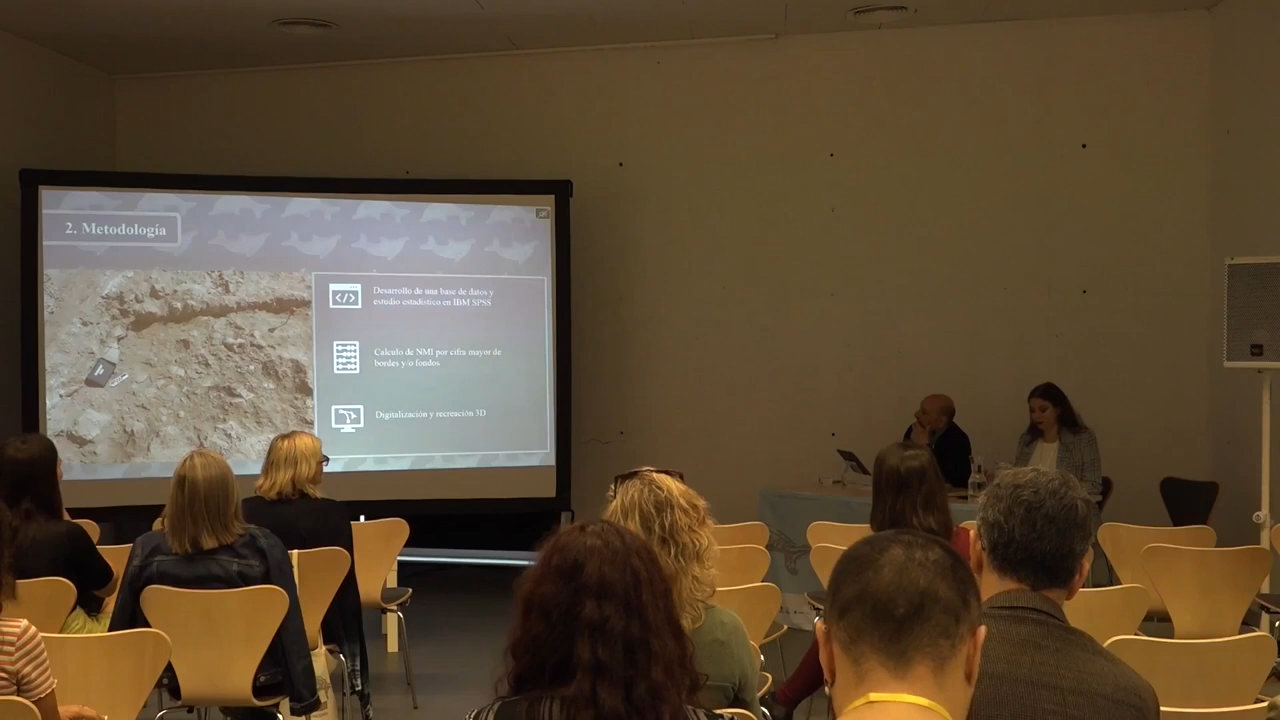 2. Metodología
Desarrollo de una base de datos y
estudio estadístico en IBM SPSS
Calculo de NMI por cifra mayor de
bordes y/o fondos
Digitalización y recreación 3D